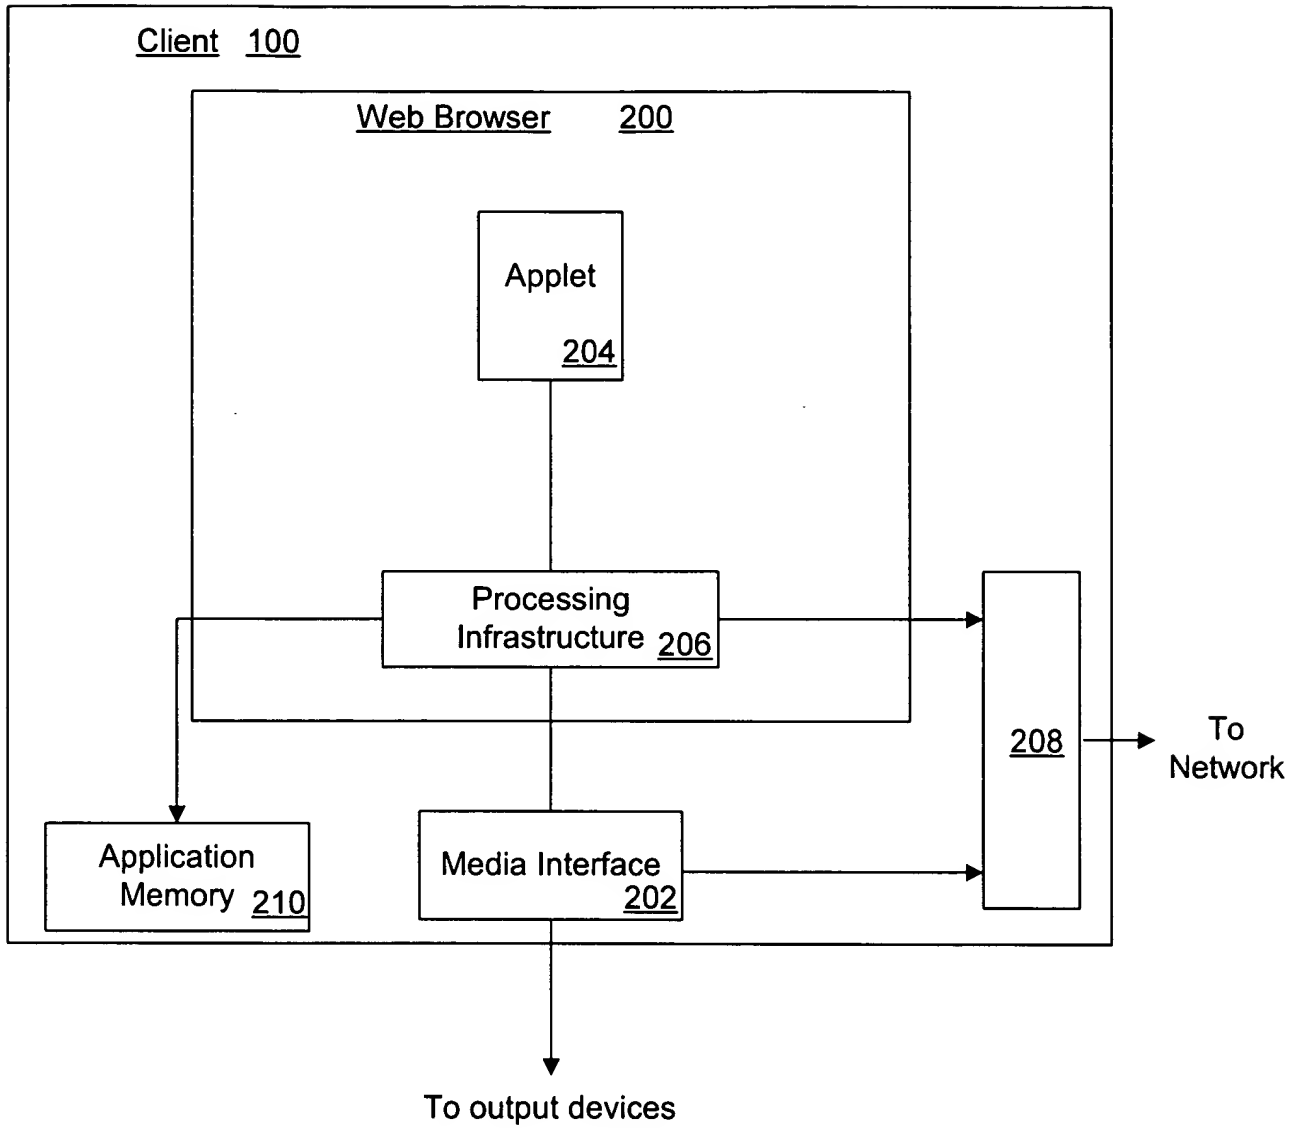 Client 100
Web Browser 200
Applet
204
Processing
Infrastructure 206
208
To
Network
Application
Memory 210
Media Interface
202
To output devices